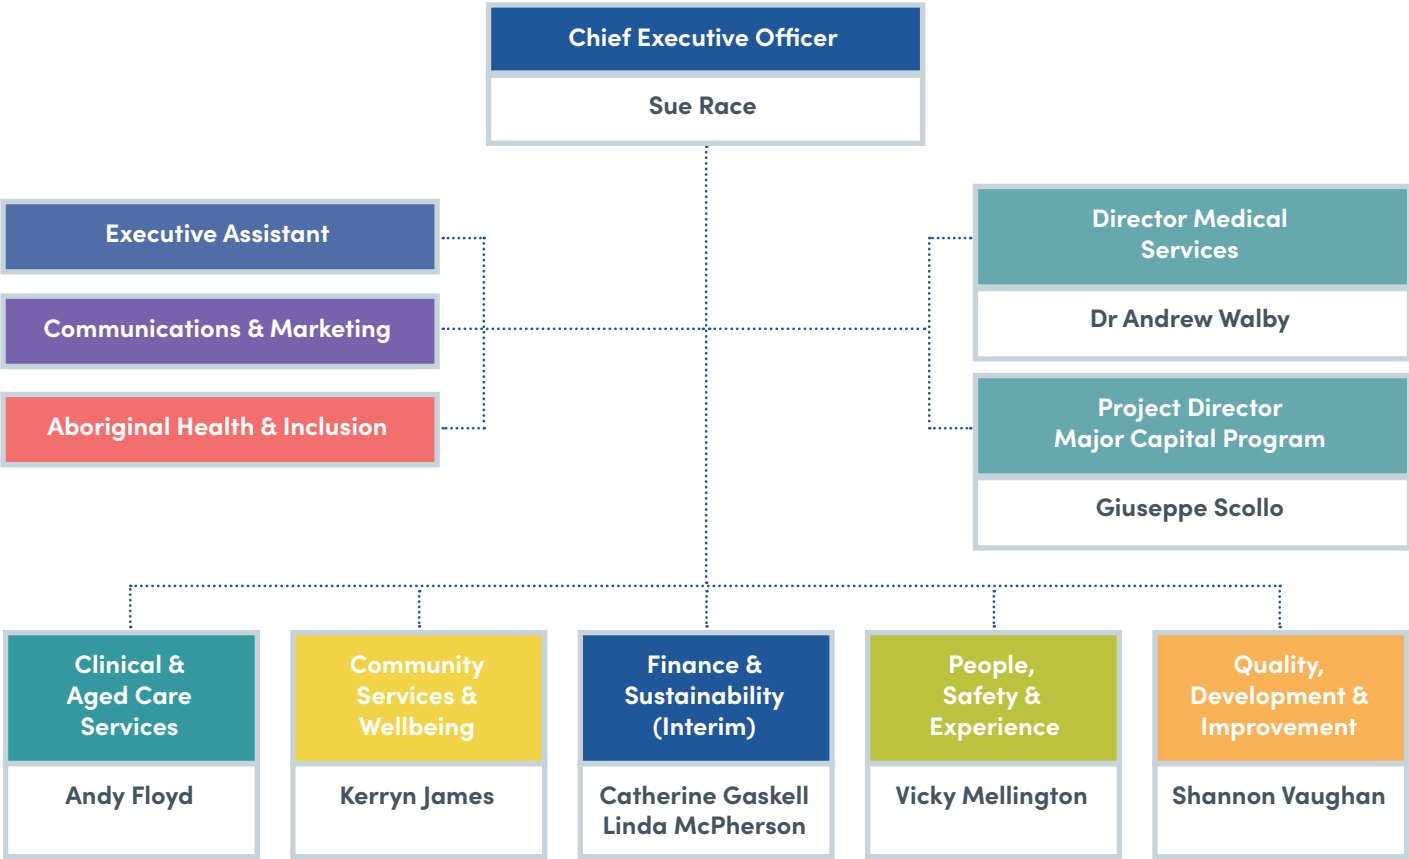 Chief Executive Officer
Sue Race
Executive Assistant
Communications & Marketing
Aboriginal Health & Inclusion
Director Medical
Services
Dr Andrew Walby
Project Director
Major Capital Program
Giuseppe Scollo
Clinical &
Aged Care
Services
Andy Floyd
Community
Services &
Wellbeing
Kerryn James
Finance &
Sustainability
(Interim)
Catherine Gaskell
Linda McPherson
People,
Safety &
Experience
Vicky Mellington
Quality,
Development &
Improvement
Shannon Vaughan